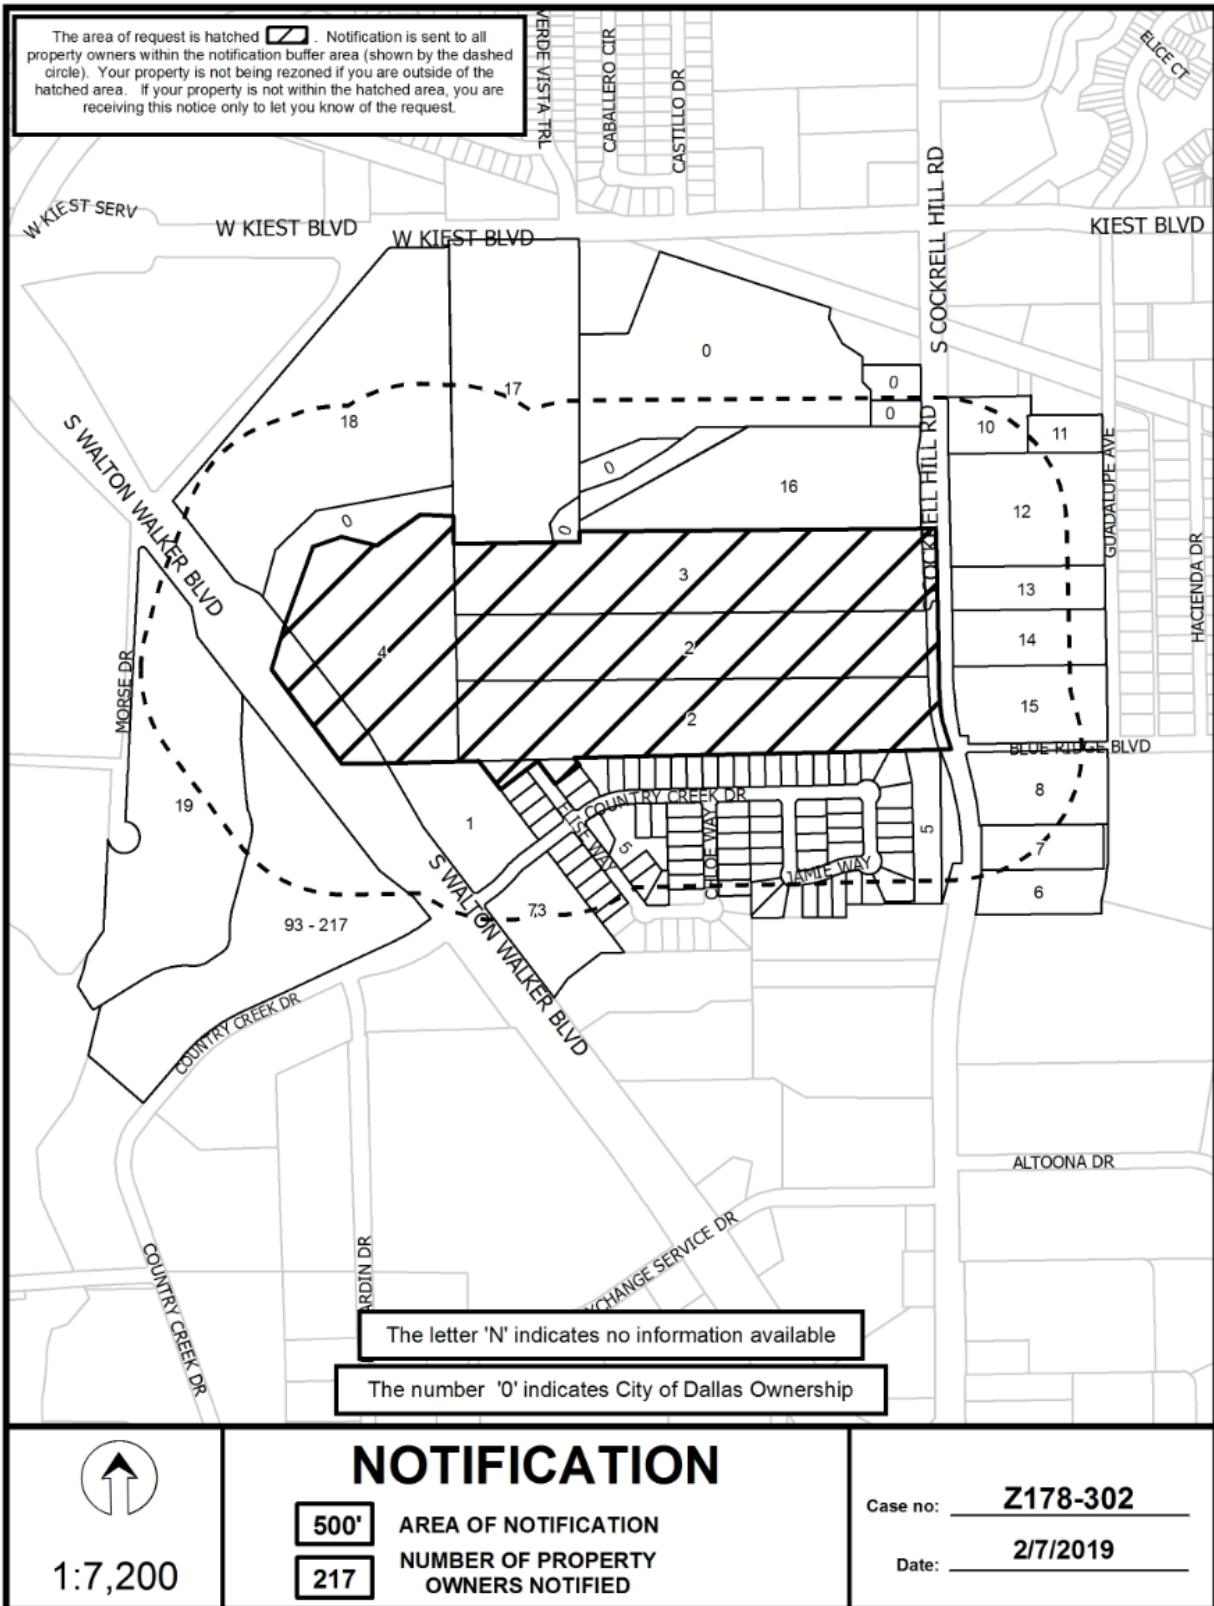 The area of request is hatched . Notification is sent to all
property owners within the notification buffer area (shown by the dashed
circle). Your property is not being rezoned if you are outside of the
hatched area. If your property is not within the hatched area, you are
receiving this notice only to let you know of the request.
VERDE VISTA TRL
CABALLERO CIR
CASTILLO DR
ELICE CT
W KIEST SERV
W KIEST BLVD
W KIEST BLVD
KIEST BLVD
S COCKRELL HILL RD
0
0
0
17
18
10
11
S WALTON WALKER BLVD
S COCKRELL HILL RD
GUADALUPE AVE
0
16
12
0
0
HACIENDA DR
3
13
4
2
14
MORSE DR
15
2
BLUE RIDGE BLVD
8
19
COUNTRY CREEK DR
1
ELISE WAY
5
CHLOE WAY
5
7
JAMIE WAY
6
S WALTON WALKER BLVD
73
93 - 217
COUNTRY CREEK DR
ALTOONA DR
COUNTRY CREEK DR
ARDIN DR
XCHANGE SERVICE DR
The letter 'N' indicates no information available
The number '0' indicates City of Dallas Ownership
1:7,200
NOTIFICATION
500' AREA OF NOTIFICATION
217 NUMBER OF PROPERTY
OWNERS NOTIFIED
Case no: Z178-302
Date: 2/7/2019